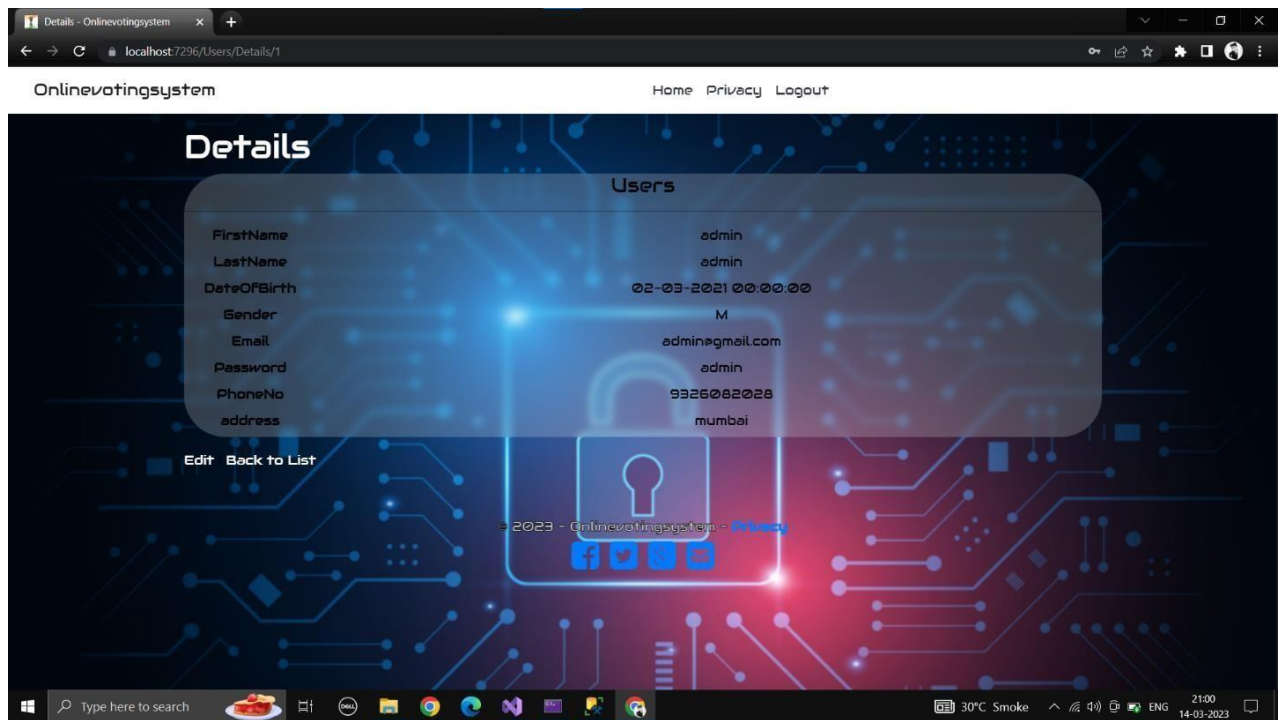 Details - Onlinevotingsystem
localhost:7296/Users/Details/1
Onlinevotingsystem Home Privacy Logout
Details
Users
FirstName admin
LastName admin
DateOfBirth 02-03-2021 00:00:00
Gender M
Email admin@gmail.com
Password admin
PhoneNo 9326082028
address mumbai
Edit Back to List
© 2023 - Onlinevotingsystem - Privacy
Type here to search DELL 30°C Smoke ENG 21:00
14-03-2023